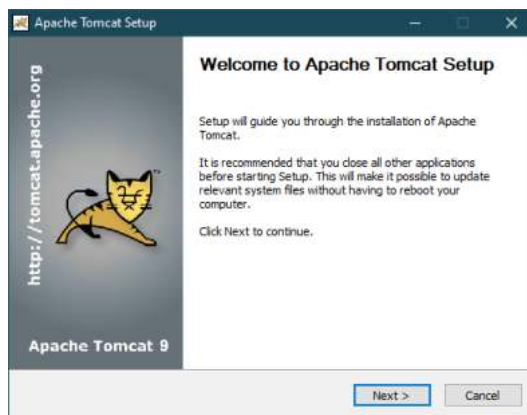 Apache Tomcat Setup
http://tomcat.apache.org
Apache Tomcat 9
Welcome to Apache Tomcat Setup
Setup will guide you through the installation of Apache
Tomcat.
It is recommended that you close all other applications
before starting Setup. This will make it possible to update
relevant system files without having to reboot your
computer.
Click Next to continue.
Next >
Cancel